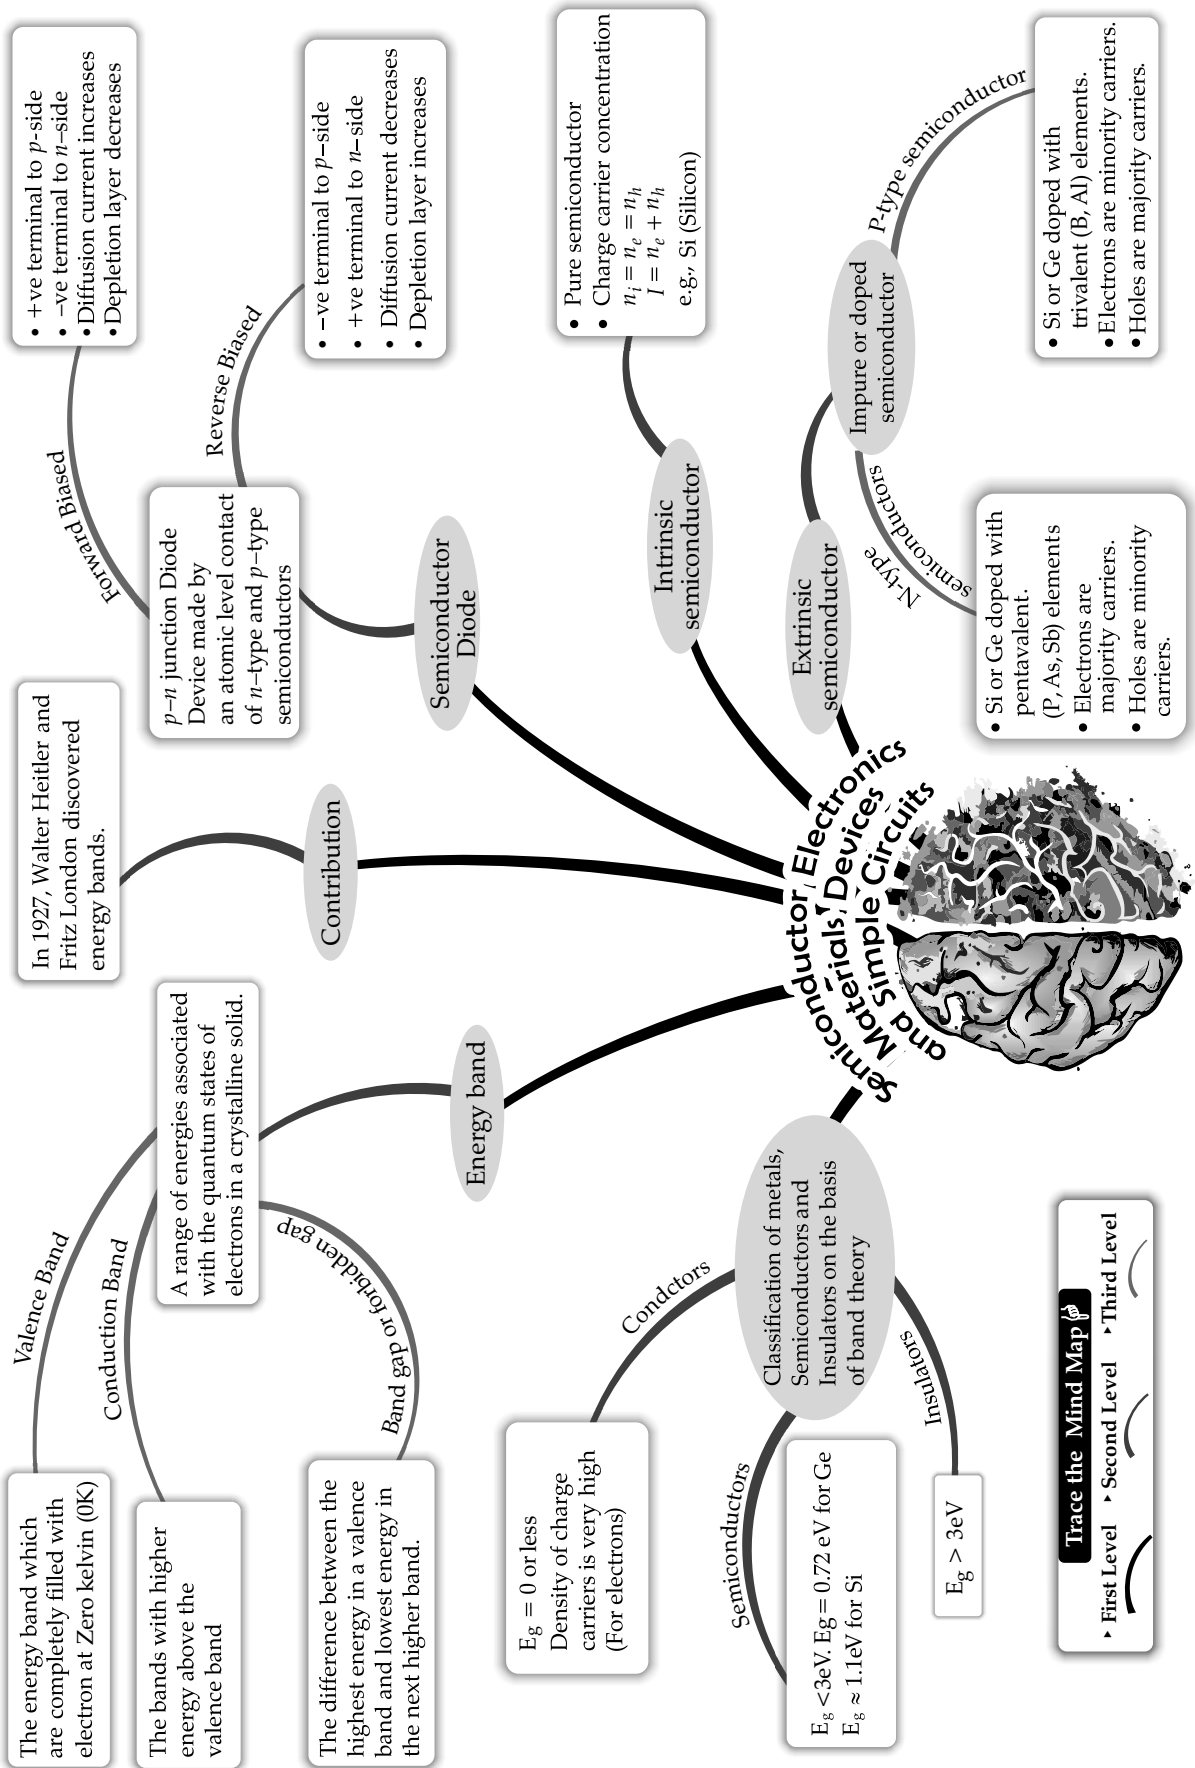 Semiconductor Electronics
Materials, Devices
and Simple Circuits
Classification of metals,
Semiconductors and
Insulators on the basis
of band theory
Condctors
E_g = 0 or less
Density of charge
carriers is very high
(For electrons)
Semiconductors
E_g <3eV. Eg = 0.72 eV for Ge
E_g ≈ 1.1eV for Si
Insulators
E_g > 3eV
Energy band
A range of energies associated
with the quantum states of
electrons in a crystalline solid.
Valence Band
The energy band which
are completely filled with
electron at Zero kelvin (0K)
Conduction Band
The bands with higher
energy above the
valence band
Band gap or forbidden gap
The difference between the
highest energy in a valence
band and lowest energy in
the next higher band.
Contribution
In 1927, Walter Heitler and
Fritz London discovered
energy bands.
Semiconductor
Diode
p–n junction Diode
Device made by
an atomic level contact
of n–type and p–type
semiconductors
Forward Biased
• +ve terminal to p-side
• –ve terminal to n–side
• Diffusion current increases
• Depletion layer decreases
Reverse Biased
• –ve terminal to p–side
• +ve terminal to n–side
• Diffusion current decreases
• Depletion layer increases
Intrinsic
semiconductor
• Pure semiconductor
• Charge carrier concentration
n_i = n_e = n_h
I = n_e + n_h
e.g., Si (Silicon)
Extrinsic
semiconductor
Impure or doped
semiconductor
N-type
semiconductors
• Si or Ge doped with
pentavalent.
(P, As, Sb) elements
• Electrons are
majority carriers.
• Holes are minority
carriers.
P-type semiconductor
• Si or Ge doped with
trivalent (B, Al) elements.
• Electrons are minority carriers.
• Holes are majority carriers.
Trace the Mind Map
First Level Second Level Third Level